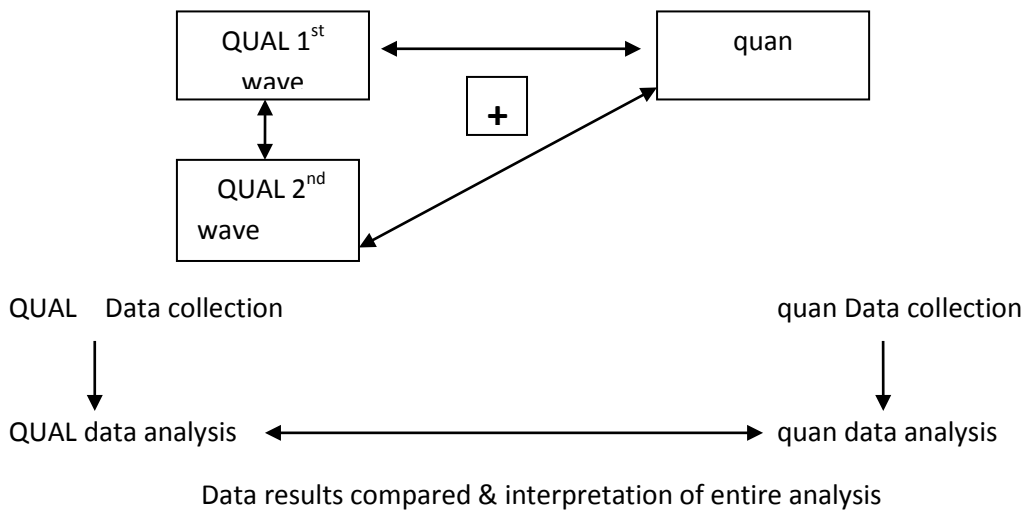 QUAL 1st
wave
quan
+
QUAL 2nd
wave
QUAL Data collection
quan Data collection
QUAL data analysis
quan data analysis
Data results compared & interpretation of entire analysis